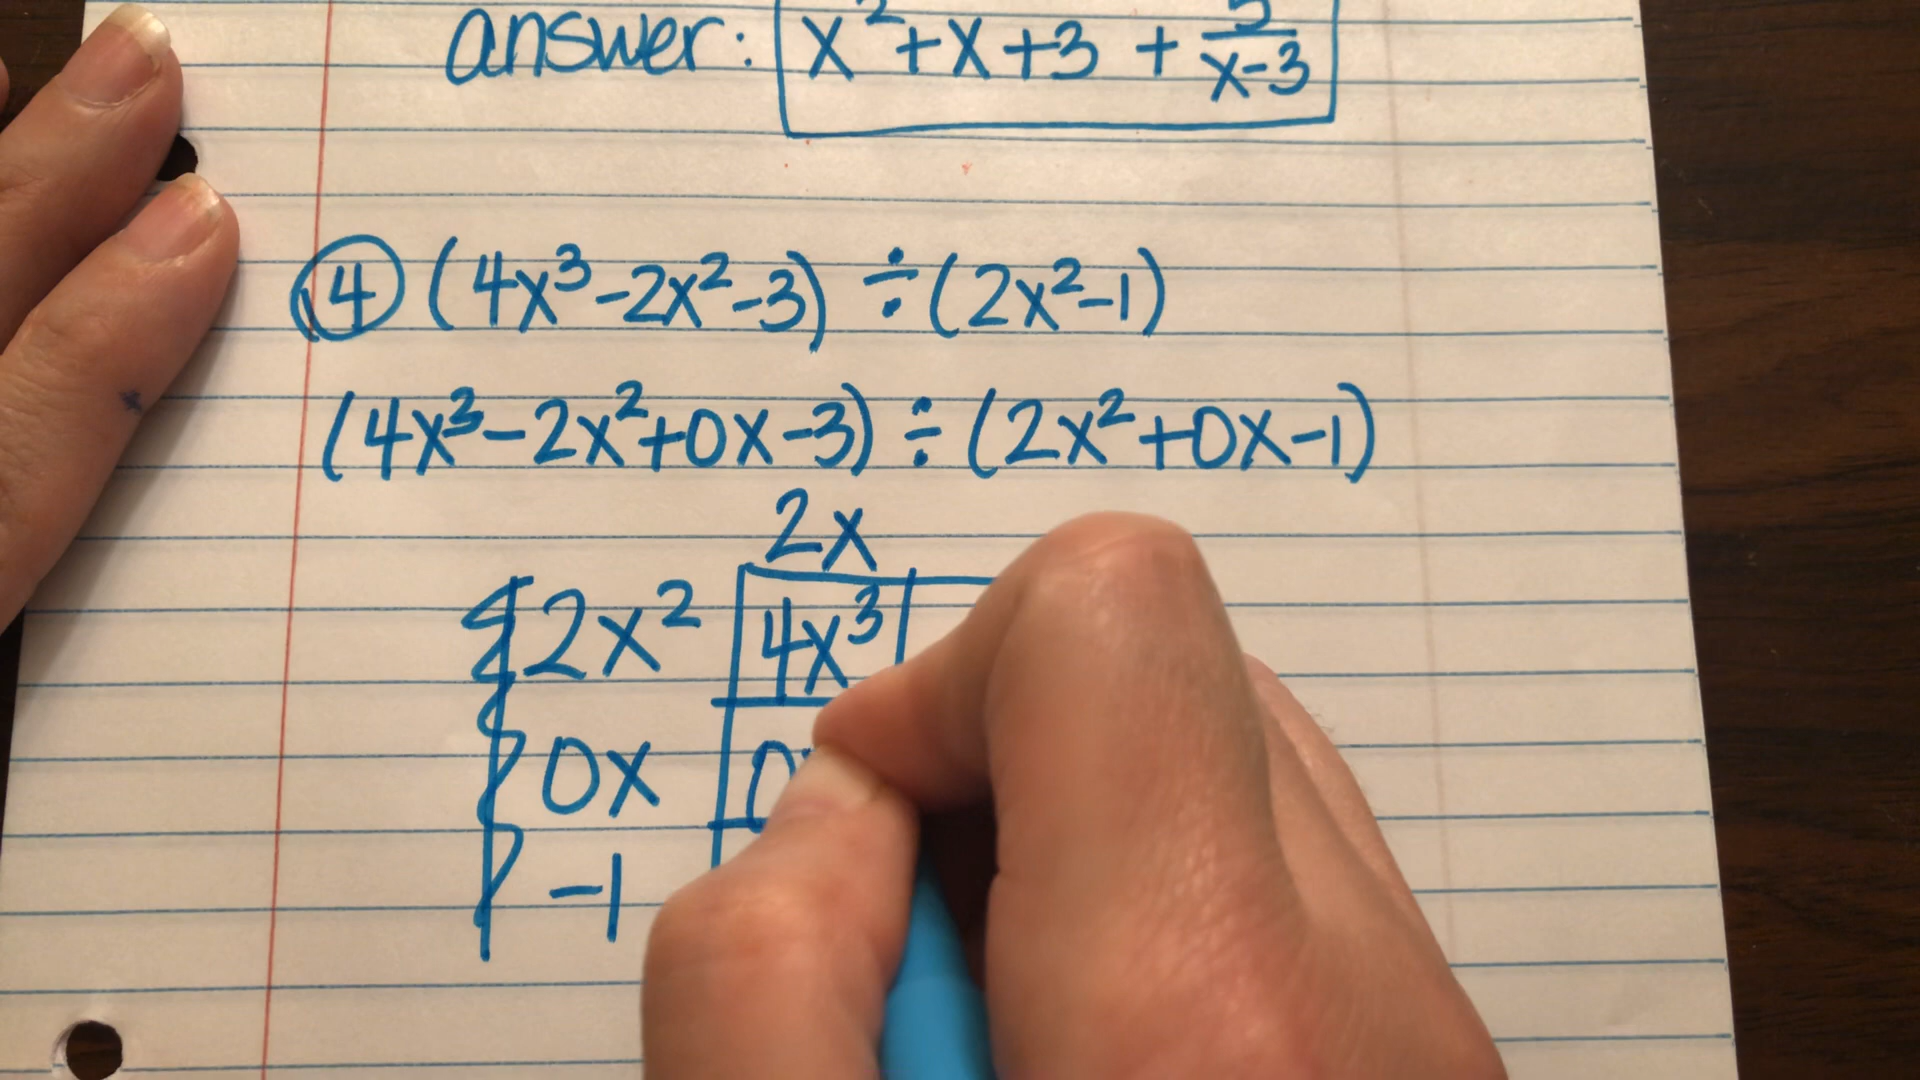 answer: x² + x + 3 + 5/(x-3)
④ (4x³-2x²-3) ÷ (2x²-1)
(4x³-2x²+0x-3) ÷ (2x²+0x-1)
2x
2x² 4x³
0x 0
-1